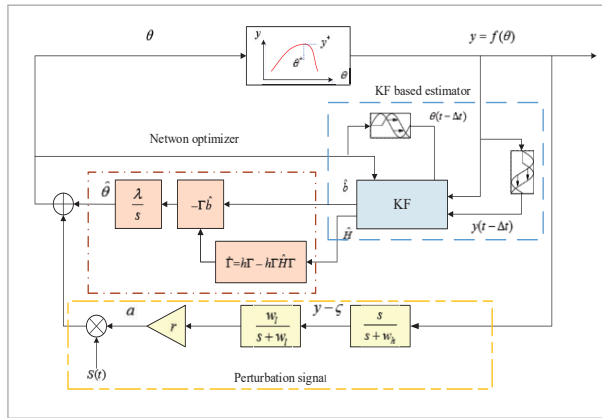 θ
y
y*
θ*
θ
y = f(θ)
KF based estimator
θ(t − Δt)
Netwon optimizer
θ̂
λ/s
−Γb̂
b̂
KF
Ĥ
y(t − Δt)
Γ̇=hΓ − hΓĤΓ
a
y − ς
r
w_l/(s + w_l)
s/(s + w_h)
S(t)
Perturbation signal